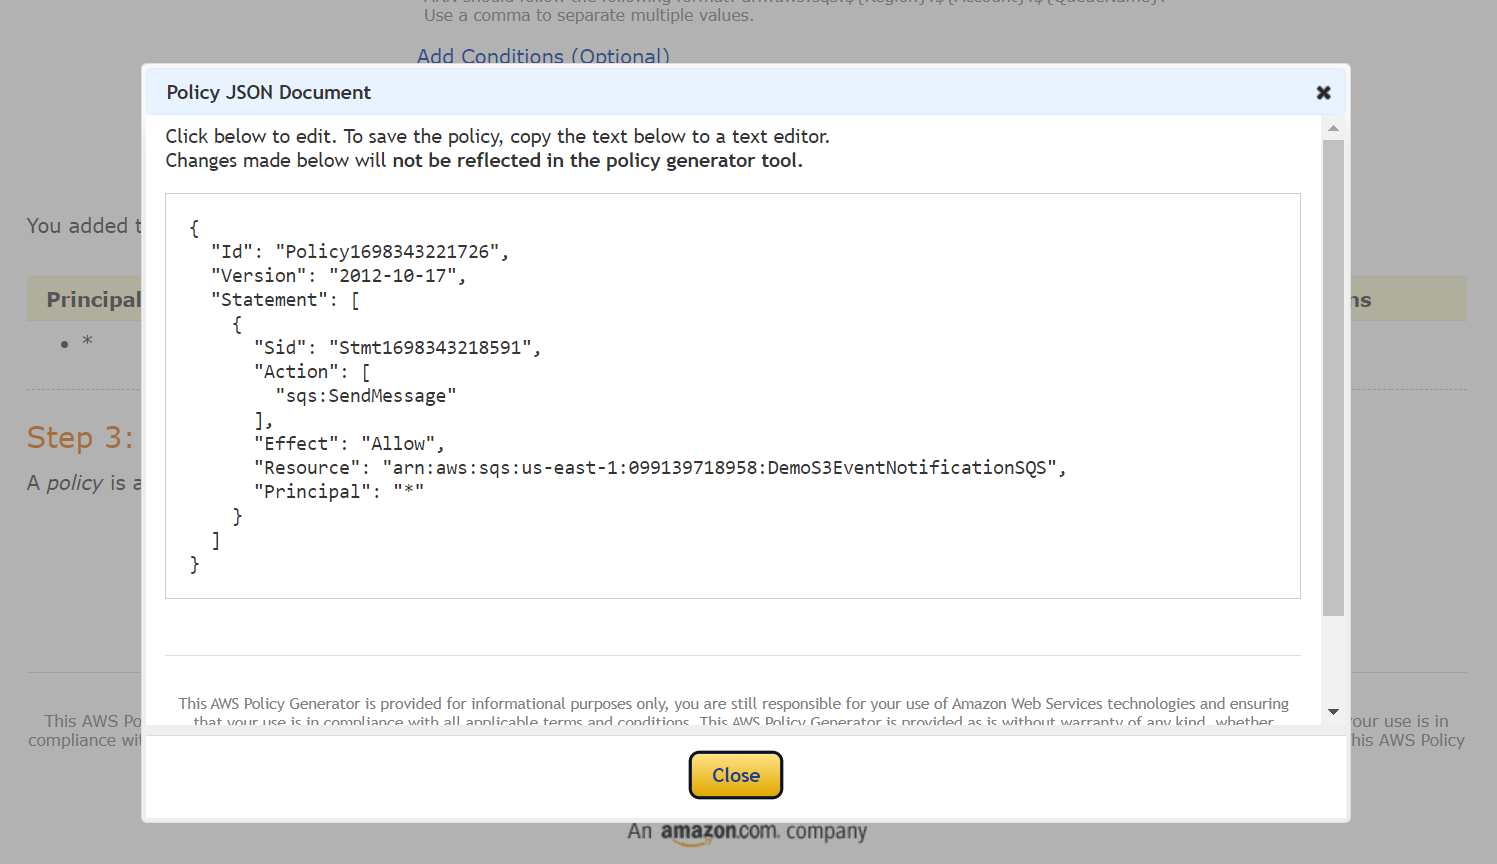 Use a comma to separate multiple values.
Add Conditions (Optional)
Policy JSON Document
Click below to edit. To save the policy, copy the text below to a text editor.
Changes made below will not be reflected in the policy generator tool.
{
"Id": "Policy1698343221726",
"Version": "2012-10-17",
"Statement": [
{
"Sid": "Stmt1698343218591",
"Action": [
"sqs:SendMessage"
],
"Effect": "Allow",
"Resource": "arn:aws:sqs:us-east-1:099139718958:DemoS3EventNotificationSQS",
"Principal": "*"
}
]
}
This AWS Policy Generator is provided for informational purposes only, you are still responsible for your use of Amazon Web Services technologies and ensuring
that your use is in compliance with all applicable terms and conditions. This AWS Policy Generator is provided as is without warranty of any kind, whether
Close
You added t
Principal
ns
• *
Step 3:
A policy is a
This AWS Po
your use is in
compliance wit
his AWS Policy
An amazon.com. company